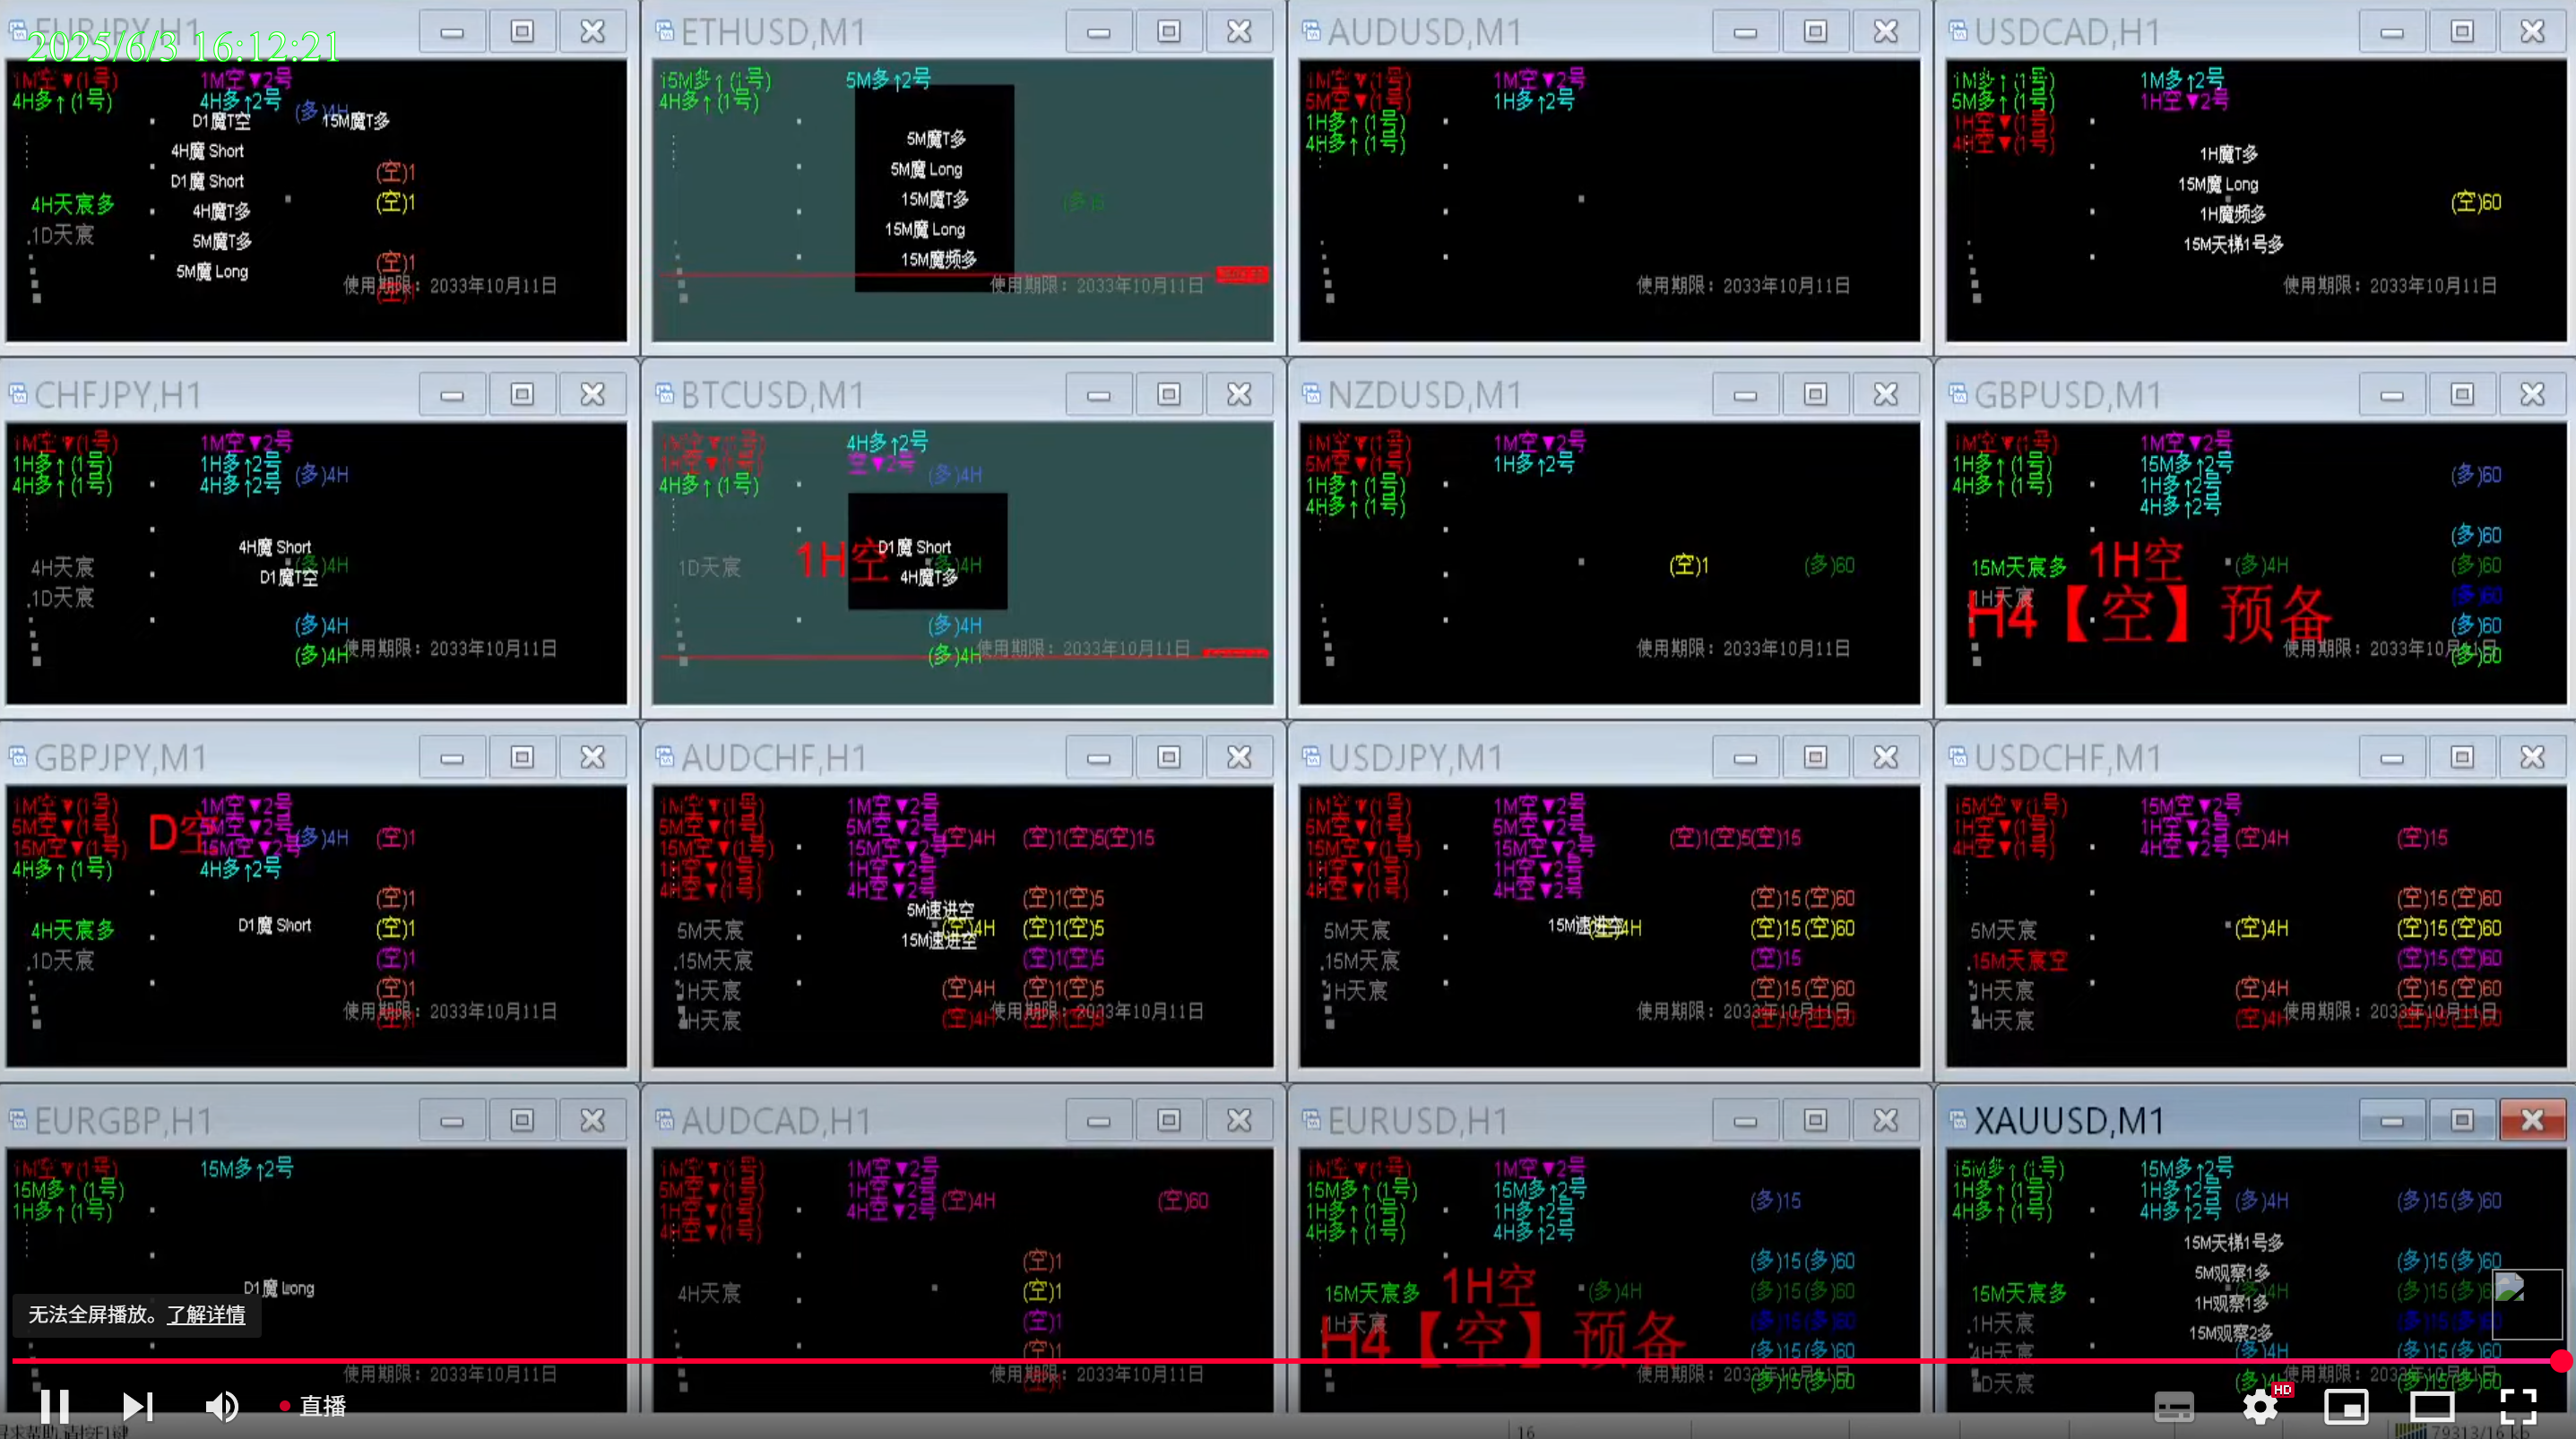 EURJPY,H1
2025/6/3 16:12:21
1M空▼(1号)
1M空▼2号
4H多↑(1号)
4H多↑2号
(多)4H
D1魔T空
15M魔T多
4H魔 Short
(空)1
D1魔 Short
4H天宸多
4H魔T多
(空)1
.1D天宸
5M魔T多
5M魔 Long
(空)1
使用期限：2033年10月11日
(空)1
ETHUSD,M1
15M多↑(1号)
5M多↑2号
4H多↑(1号)
5M魔T多
5M魔 Long
15M魔T多
(多)5
15M魔 Long
15M魔频多
使用期限：2033年10月11日
AUDUSD,M1
1M空▼(1号)
1M空▼2号
5M空▼(1号)
1H多↑2号
1H多↑(1号)
4H多↑(1号)
使用期限：2033年10月11日
USDCAD,H1
1M多↑(1号)
1M多↑2号
5M多↑(1号)
1H空▼2号
1H空▼(1号)
4H空▼(1号)
1H魔T多
15M魔 Long
(空)60
1H魔频多
15M天梯1号多
使用期限：2033年10月11日
CHFJPY,H1
1M空▼(1号)
1M空▼2号
1H多↑(1号)
1H多↑2号
(多)4H
4H多↑(1号)
4H多↑2号
4H魔 Short
4H天宸
(多)4H
D1魔T空
.1D天宸
(多)4H
使用期限：2033年10月11日
(多)4H
BTCUSD,M1
1M空▼(1号)
4H多↑2号
1H空▼(1号)
空▼2号
(多)4H
4H多↑(1号)
D1魔 Short
1D天宸
1H空
(多)4H
4H魔T多
(多)4H
使用期限：2033年10月11日
(多)4H
NZDUSD,M1
1M空▼(1号)
1M空▼2号
5M空▼(1号)
1H多↑2号
1H多↑(1号)
4H多↑(1号)
(空)1
(多)60
使用期限：2033年10月11日
GBPUSD,M1
1M空▼(1号)
1M空▼2号
1H多↑(1号)
15M多↑2号
(多)60
4H多↑(1号)
1H多↑2号
4H多↑2号
(多)60
15M天宸多
1H空
(多)4H
(多)60
.1H天宸
(多)60
H4【空】预备
(多)60
使用期限：2033年10月11日
(多)60
GBPJPY,M1
1M空▼(1号)
1M空▼2号
5M空▼(1号)
D空
5M空▼2号
(多)4H
(空)1
15M空▼(1号)
15M空▼2号
4H多↑(1号)
4H多↑2号
(空)1
4H天宸多
D1魔 Short
(空)1
.1D天宸
(空)1
(空)1
使用期限：2033年10月11日
(空)1
AUDCHF,H1
1M空▼(1号)
1M空▼2号
5M空▼(1号)
5M空▼2号
(空)4H
(空)1(空)5(空)15
15M空▼(1号)
15M空▼2号
1H空▼(1号)
1H空▼2号
4H空▼(1号)
4H空▼2号
(空)1(空)5
5M速进空
5M天宸
(空)4H
(空)1(空)5
15M速进空
.15M天宸
(空)1(空)5
1H天宸
(空)4H
(空)1(空)5
4H天宸
(空)4H
使用期限：2033年10月11日
(空)1(空)5
USDJPY,M1
1M空▼(1号)
1M空▼2号
5M空▼(1号)
5M空▼2号
(空)1(空)5(空)15
15M空▼(1号)
15M空▼2号
1H空▼(1号)
1H空▼2号
4H空▼(1号)
4H空▼2号
(空)15(空)60
5M天宸
15M速进空
(空)4H
(空)15(空)60
.15M天宸
(空)15
1H天宸
(空)15(空)60
使用期限：2033年10月11日
(空)15(空)60
USDCHF,M1
15M空▼(1号)
15M空▼2号
1H空▼(1号)
1H空▼2号
(空)4H
(空)15
4H空▼(1号)
4H空▼2号
(空)15(空)60
5M天宸
(空)4H
(空)15(空)60
.15M天宸空
(空)15(空)60
1H天宸
(空)4H
(空)15(空)60
4H天宸
(空)4H
使用期限：2033年10月11日
(空)15(空)60
EURGBP,H1
1M空▼(1号)
15M多↑2号
15M多↑(1号)
1H多↑(1号)
D1魔 Long
无法全屏播放。了解详情
使用期限：2033年10月11日
AUDCAD,H1
1M空▼(1号)
1M空▼2号
5M空▼(1号)
1H空▼2号
(空)4H
(空)60
1H空▼(1号)
4H空▼2号
4H空▼(1号)
(空)1
4H天宸
(空)1
(空)1
(空)1
使用期限：2033年10月11日
(空)1
EURUSD,H1
1M空▼(1号)
1M空▼2号
15M多↑(1号)
15M多↑2号
(多)15
1H多↑(1号)
1H多↑2号
4H多↑(1号)
4H多↑2号
(多)15(多)60
15M天宸多
1H空
(多)4H
(多)15(多)60
.1H天宸
(多)15(多)60
H4【空】预备
(多)15(多)60
使用期限：2033年10月11日
(多)15(多)60
XAUUSD,M1
15M多↑(1号)
15M多↑2号
1H多↑(1号)
1H多↑2号
(多)4H
(多)15(多)60
4H多↑(1号)
4H多↑2号
15M天梯1号多
(多)15(多)60
5M观察1多
15M天宸多
(多)4H
(多)15(多)6
1H观察1多
.1H天宸
(多)15(多)6
15M观察2多
4H天宸
(多)4H
(多)15(多)60
使用期限：2033年10月11日
D天宸
(多)4H
(多)15(多)60
直播
HD
寻求帮助,请按F1键
16
79313/16 kb